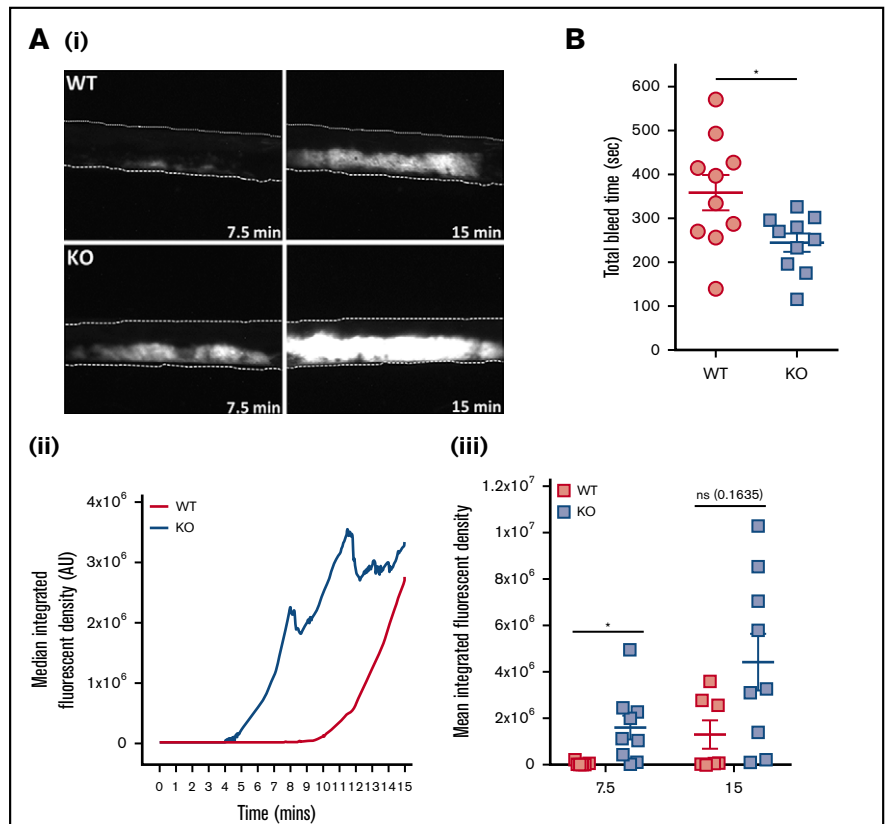 A (i)
WT
7.5 min
15 min
KO
7.5 min
15 min
B
Total bleed time (sec)
600
500
400
300
200
100
0
*
WT
KO
(ii)
Median integrated
fluorescent density (AU)
4x10⁶
3x10⁶
2x10⁶
1x10⁶
0
WT
KO
0 1 2 3 4 5 6 7 8 9 10 11 12 13 14 15
Time (mins)
(iii)
Mean integrated fluorescent density
1.2x10⁷
1x10⁷
8x10⁶
6x10⁶
4x10⁶
2x10⁶
0
WT
KO
*
ns (0.1635)
7.5
15